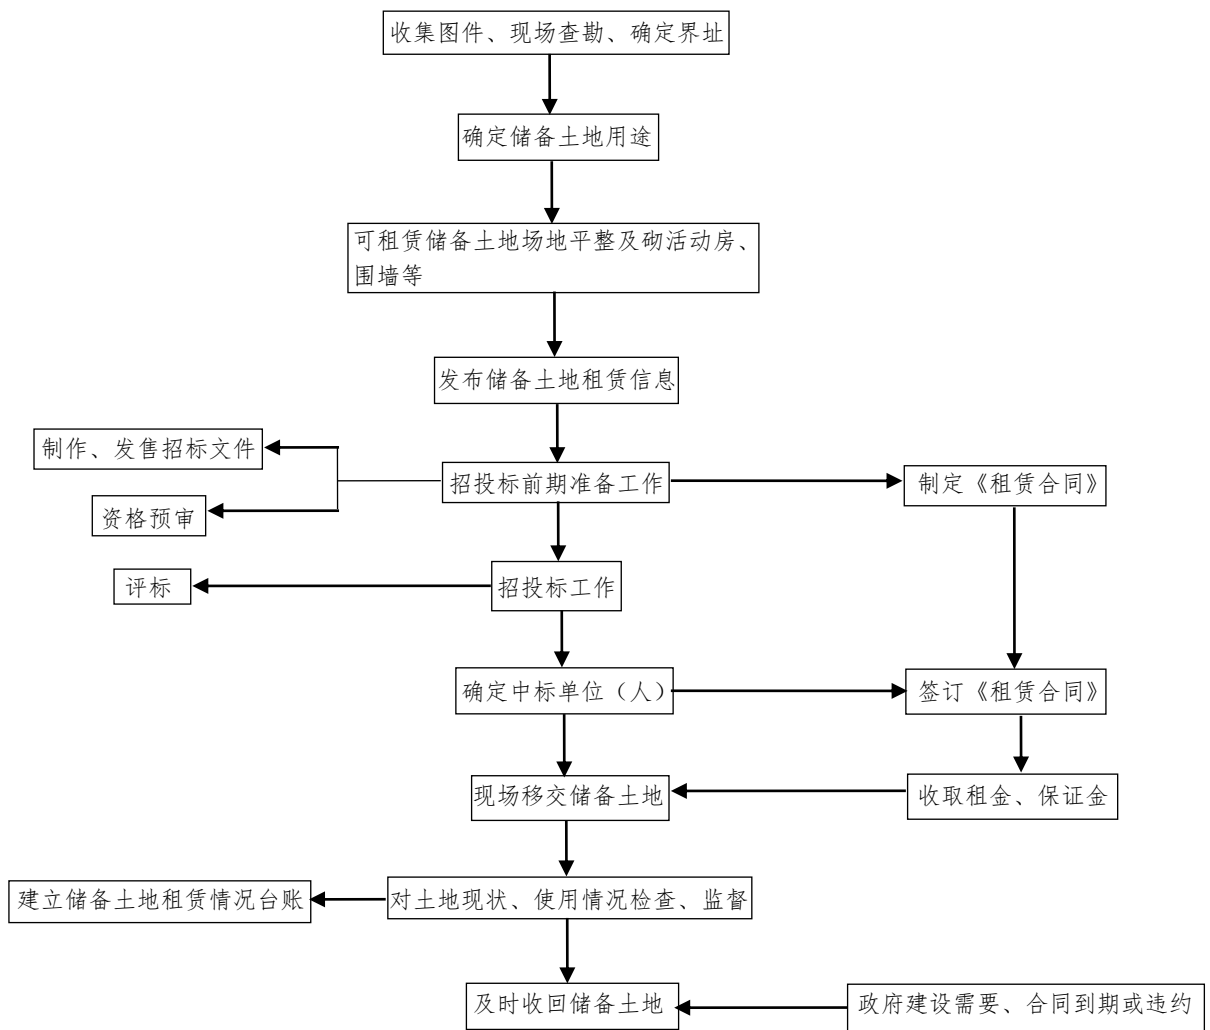 收集图件、现场查勘、确定界址
确定储备土地用途
可租赁储备土地场地平整及砌活动房、
围墙等
发布储备土地租赁信息
制作、发售招标文件
招投标前期准备工作
制定《租赁合同》
资格预审
评标
招投标工作
确定中标单位（人）
签订《租赁合同》
现场移交储备土地
收取租金、保证金
建立储备土地租赁情况台账
对土地现状、使用情况检查、监督
及时收回储备土地
政府建设需要、合同到期或违约